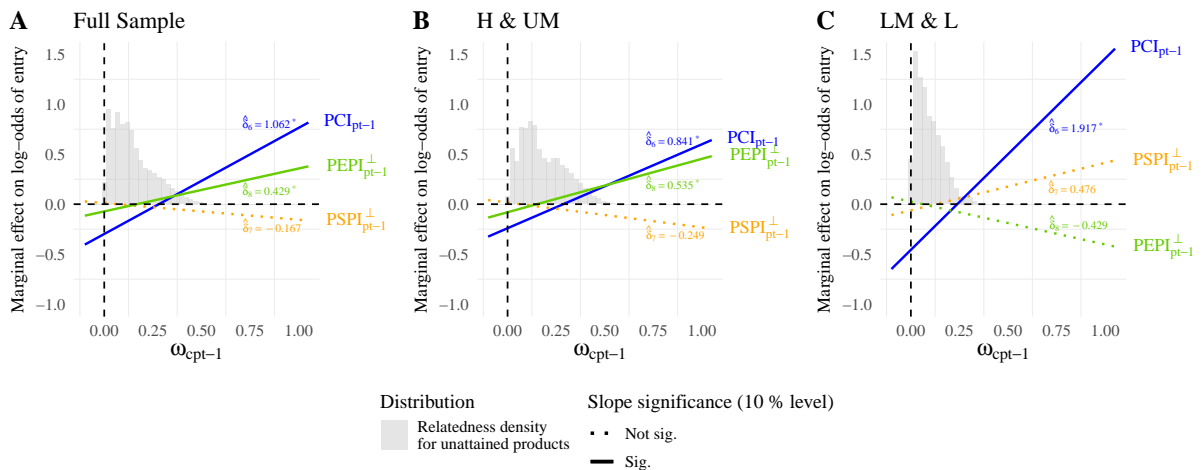 A Full Sample
Marginal effect on log−odds of entry
1.5
1.0
0.5
0.0
−0.5
−1.0
δ̂₆ = 1.062 *
PCIpt−1
δ̂₈ = 0.429 *
PEPI⊥pt−1
δ̂₇ = −0.167
PSPI⊥pt−1
0.00 0.25 0.50 1.00
ωcpt−1
B H & UM
Marginal effect on log−odds of entry
1.5
1.0
0.5
0.0
−0.5
−1.0
δ̂₆ = 0.841 *
PCIpt−1
PEPI⊥pt−1
δ̂₈ = 0.535 *
δ̂₇ = −0.249
PSPI⊥pt−1
0.00 0.25 0.50 1.00
ωcpt−1
C LM & L
Marginal effect on log−odds of entry
1.5
1.0
0.5
0.0
−0.5
−1.0
PCIpt−1
δ̂₆ = 1.917 *
PSPI⊥pt−1
δ̂₇ = 0.476
δ̂₈ = −0.429
PEPI⊥pt−1
0.00 0.25 0.50 1.00
ωcpt−1
Distribution
Relatedness density
for unattained products
Slope significance (10 % level)
Not sig.
Sig.